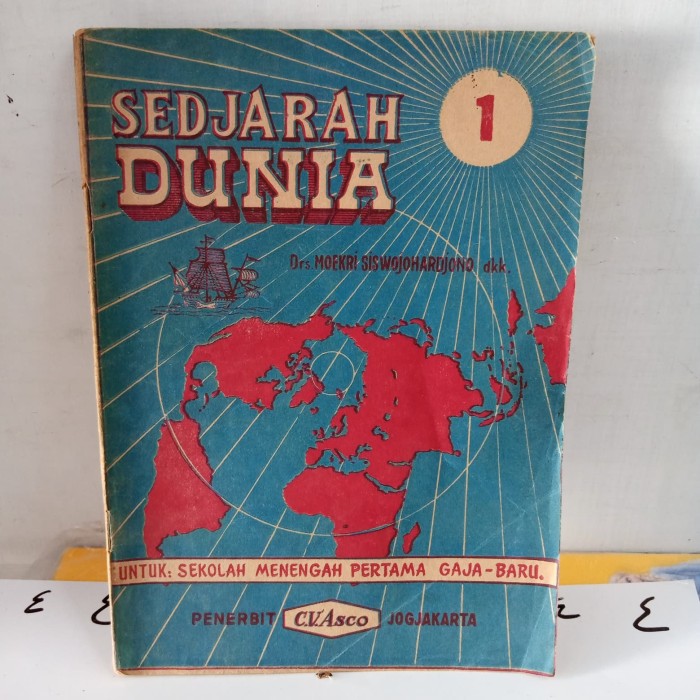 SEDJARAH
DUNIA
1
Drs. MOEKRI SISWOJOHARDJONO dkk.
UNTUK: SEKOLAH MENENGAH PERTAMA GAJA-BARU.
PENERBIT C.V. Asco JOGJAKARTA